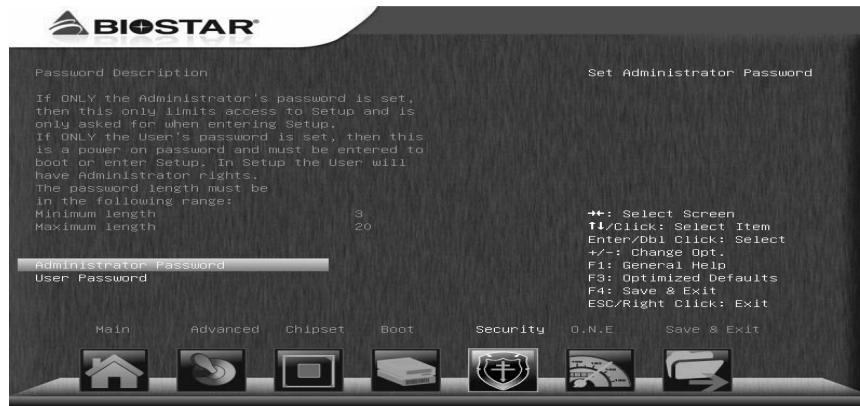 BIOSTAR®
Password Description
Set Administrator Password
If ONLY the Administrator's password is set,
then this only limits access to Setup and is
only asked for when entering Setup.
If ONLY the User's password is set, then this
is a power on password and must be entered to
boot or enter Setup. In Setup the User will
have Administrator rights.
The password length must be
in the following range:
Minimum length 3
Maximum length 20
Administrator Password
User Password
→←: Select Screen
↑↓/Click: Select Item
Enter/Dbl Click: Select
+/-: Change Opt.
F1: General Help
F3: Optimized Defaults
F4: Save & Exit
ESC/Right Click: Exit
Main Advanced Chipset Boot Security O.N.E Save & Exit